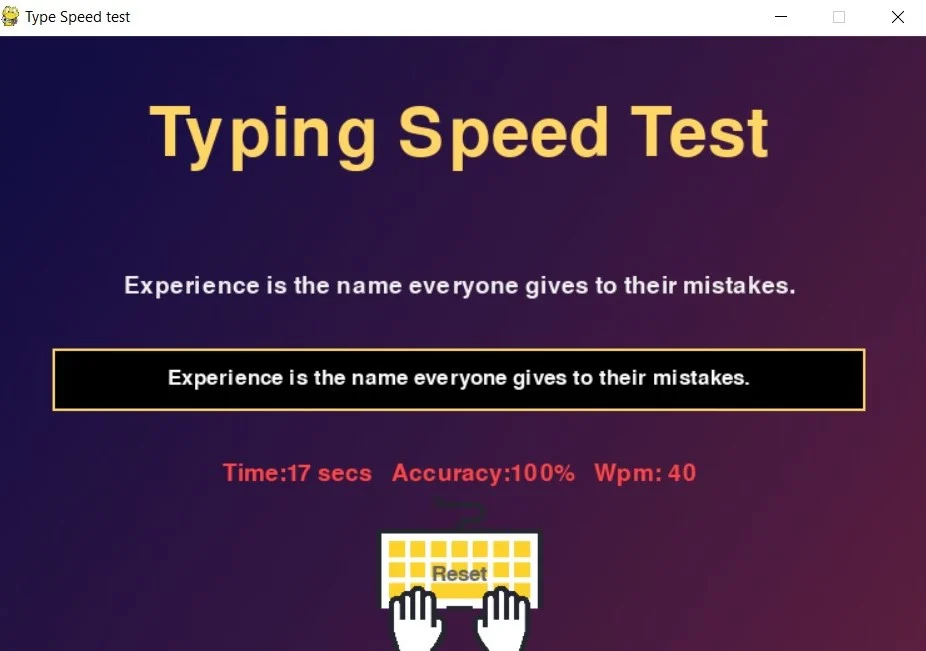 Type Speed test
Typing Speed Test
Experience is the name everyone gives to their mistakes.
Experience is the name everyone gives to their mistakes.
Time:17 secs Accuracy:100% Wpm: 40
Reset